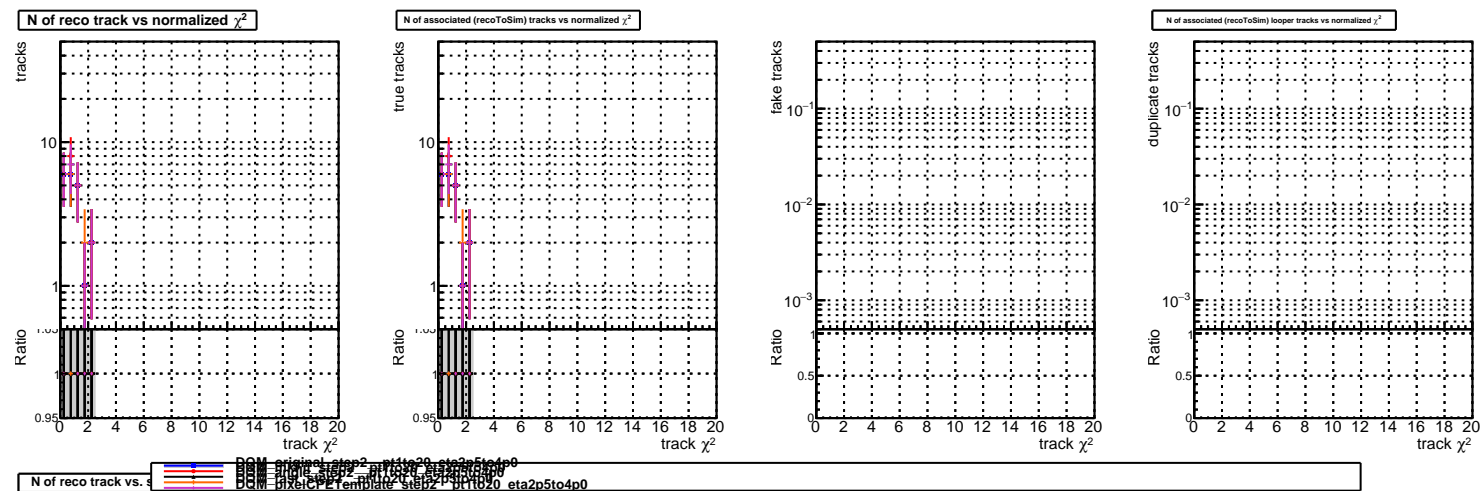 N of reco track vs normalized χ²
N of associated (recoToSim) tracks vs normalized χ²
N of associated (recoToSim) looper tracks vs normalized χ²
tracks
10
1
Ratio
1
0.95
0 2 4 6 8 10 12 14 16 18 20
track χ²
true tracks
10
1
Ratio
1
0.95
0 2 4 6 8 10 12 14 16 18 20
track χ²
fake tracks
10⁻¹
10⁻²
10⁻³
Ratio
1
0.5
0
0 2 4 6 8 10 12 14 16 18 20
track χ²
duplicate tracks
10⁻¹
10⁻²
10⁻³
Ratio
1
0.5
0
0 2 4 6 8 10 12 14 16 18 20
track χ²
N of reco track vs.
DQM_original_step2__pt1to20_eta2p5to4p0
DQM_pixelCPETemplate_step2__pt1to20_eta2p5to4p0